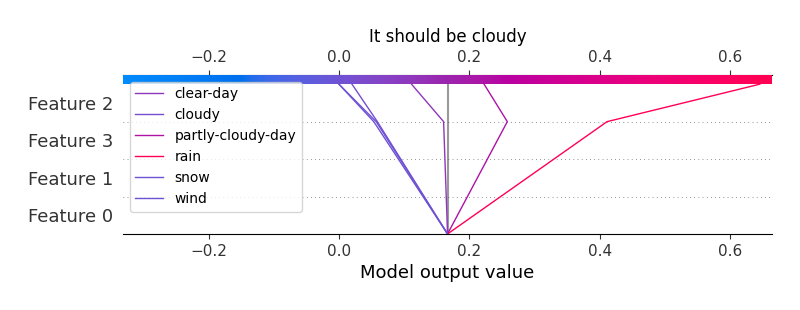 It should be cloudy
−0.2 0.0 0.2 0.4 0.6
clear-day
cloudy
partly-cloudy-day
rain
snow
wind
Feature 2
Feature 3
Feature 1
Feature 0
−0.2 0.0 0.2 0.4 0.6
Model output value